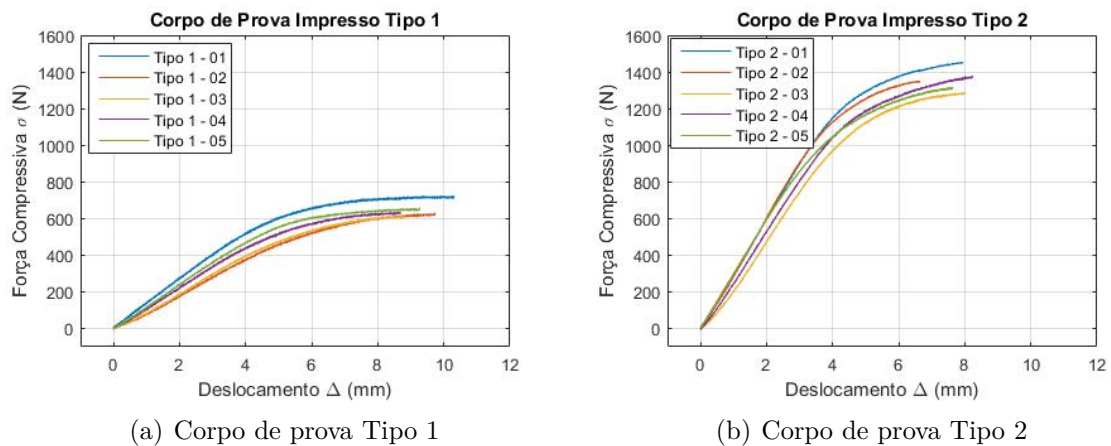 Corpo de Prova Impresso Tipo 1
1600
1400
1200
1000
800
600
400
200
0
Força Compressiva σ (N)
Tipo 1 - 01
Tipo 1 - 02
Tipo 1 - 03
Tipo 1 - 04
Tipo 1 - 05
0 2 4 6 8 10 12
Deslocamento Δ (mm)
(a) Corpo de prova Tipo 1
Corpo de Prova Impresso Tipo 2
1600
1400
1200
1000
800
600
400
200
0
Força Compressiva σ (N)
Tipo 2 - 01
Tipo 2 - 02
Tipo 2 - 03
Tipo 2 - 04
Tipo 2 - 05
0 2 4 6 8 10 12
Deslocamento Δ (mm)
(b) Corpo de prova Tipo 2